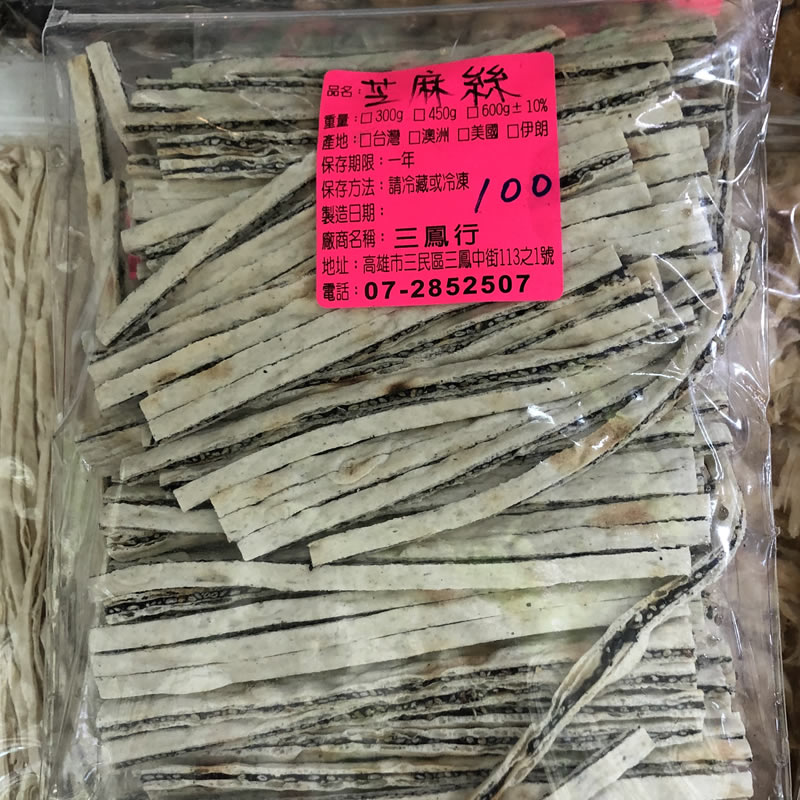 品名：芝麻絲
重量：□300g □450g □600g±10%
產地：□台灣 □澳洲 □美國 □伊朗
保存期限：一年
保存方法：請冷藏或冷凍
製造日期：
100
廠商名稱：三鳳行
地址：高雄市三民區三鳳中街113之1號
電話：07-2852507